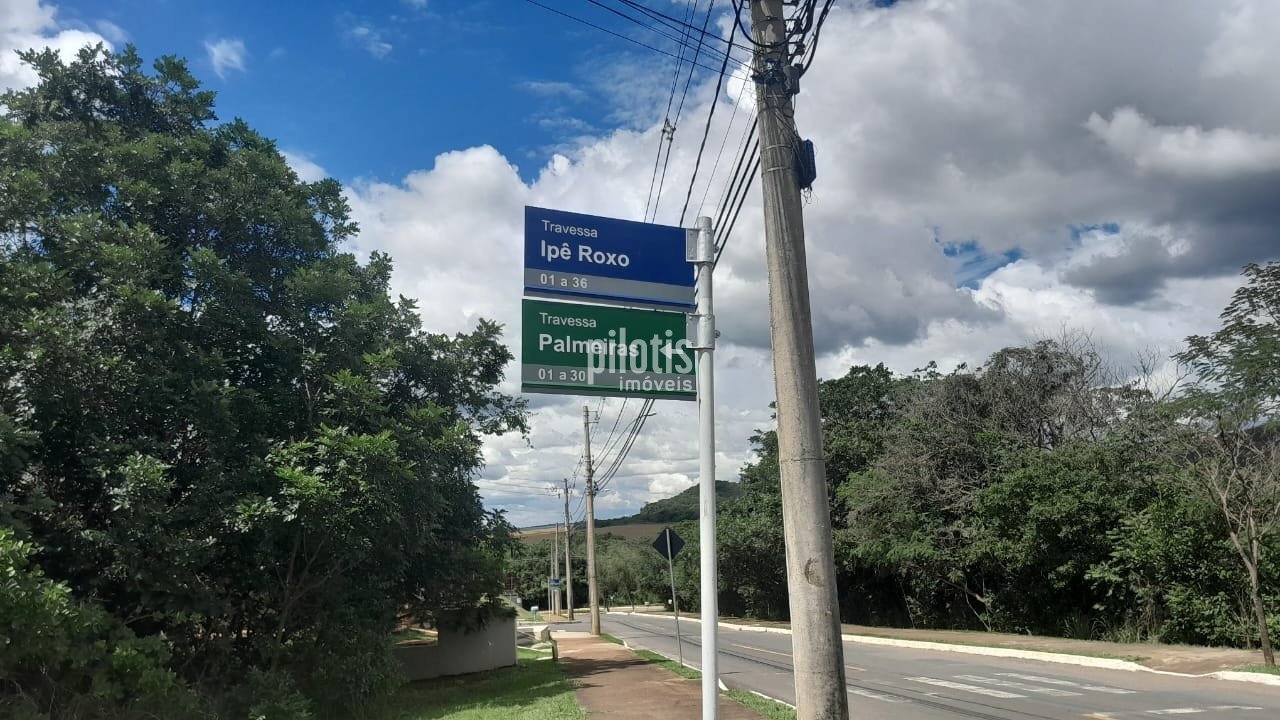 Travessa
Ipê Roxo
01 a 36
Travessa
Palmeiras
01 a 30
pilotis
imóveis